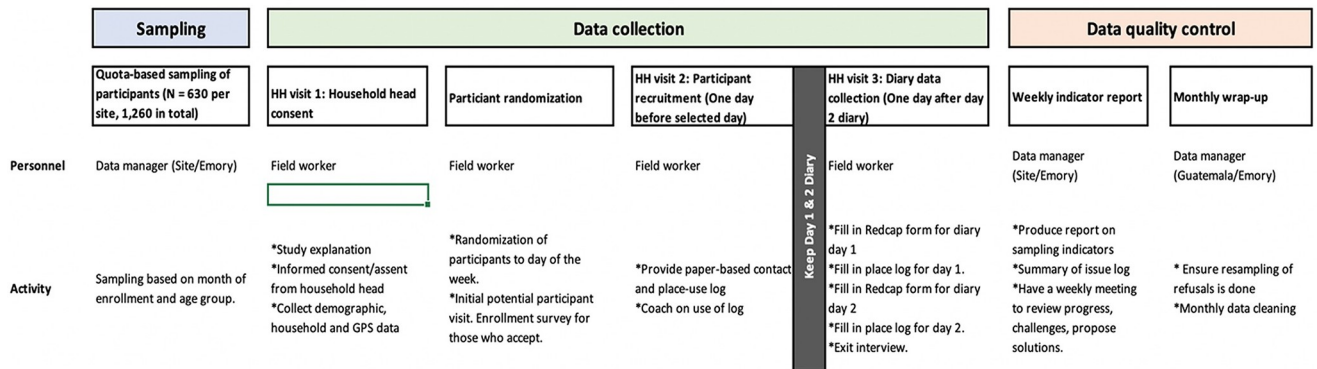 Sampling
Data collection
Data quality control
Quota-based sampling of
participants (N = 630 per
site, 1,260 in total)
HH visit 1: Household head
consent
Particiant randomization
HH visit 2: Participant
recruitment (One day
before selected day)
HH visit 3: Diary data
collection (One day after day
2 diary)
Weekly indicator report
Monthly wrap-up
Personnel
Data manager (Site/Emory)
Field worker
Field worker
Field worker
Keep Day 1 & 2 Diary
Field worker
Data manager
(Site/Emory)
Data manager
(Guatemala/Emory)
Activity
Sampling based on month of
enrollment and age group.
*Study explanation
*Informed consent/assent
from household head
*Collect demographic,
household and GPS data
*Randomization of
participants to day of the
week.
*Initial potential participant
visit. Enrollment survey for
those who accept.
*Provide paper-based contact
and place-use log
*Coach on use of log
*Fill in Redcap form for diary
day 1
*Fill in place log for day 1.
*Fill in Redcap form for diary
day 2
*Fill in place log for day 2.
*Exit interview.
*Produce report on
sampling indicators
*Summary of issue log
*Have a weekly meeting
to review progress,
challenges, propose
solutions.
* Ensure resampling of
refusals is done
*Monthly data cleaning